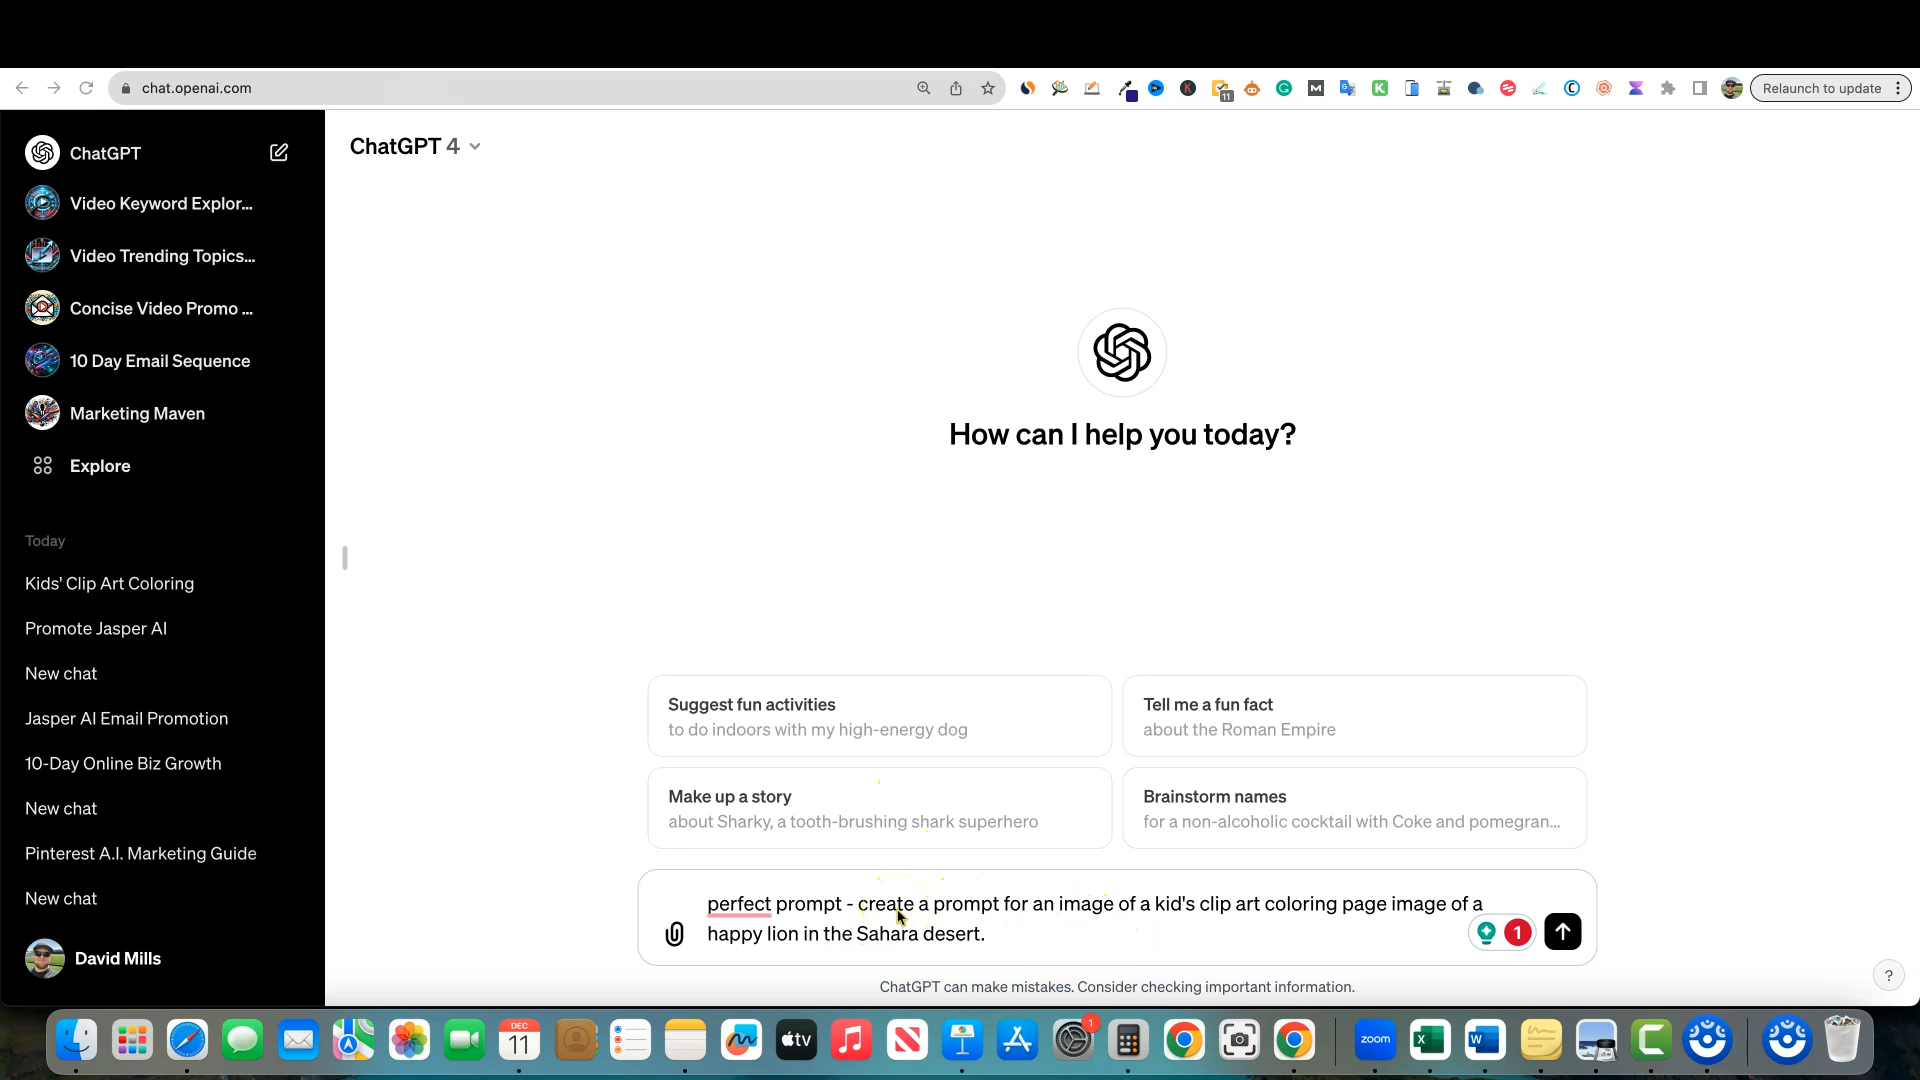 chat.openai.com
11
Relaunch to update
ChatGPT
Video Keyword Explor...
Video Trending Topics...
Concise Video Promo ...
10 Day Email Sequence
Marketing Maven
Explore
Today
Kids' Clip Art Coloring
Promote Jasper AI
New chat
Jasper AI Email Promotion
10-Day Online Biz Growth
New chat
Pinterest A.I. Marketing Guide
New chat
David Mills
ChatGPT 4
How can I help you today?
Suggest fun activities
to do indoors with my high-energy dog
Tell me a fun fact
about the Roman Empire
Make up a story
about Sharky, a tooth-brushing shark superhero
Brainstorm names
for a non-alcoholic cocktail with Coke and pomegran...
perfect prompt - create a prompt for an image of a kid's clip art coloring page image of a
happy lion in the Sahara desert.
1
ChatGPT can make mistakes. Consider checking important information.
?
DEC
11
tv
1
zoom
X
W